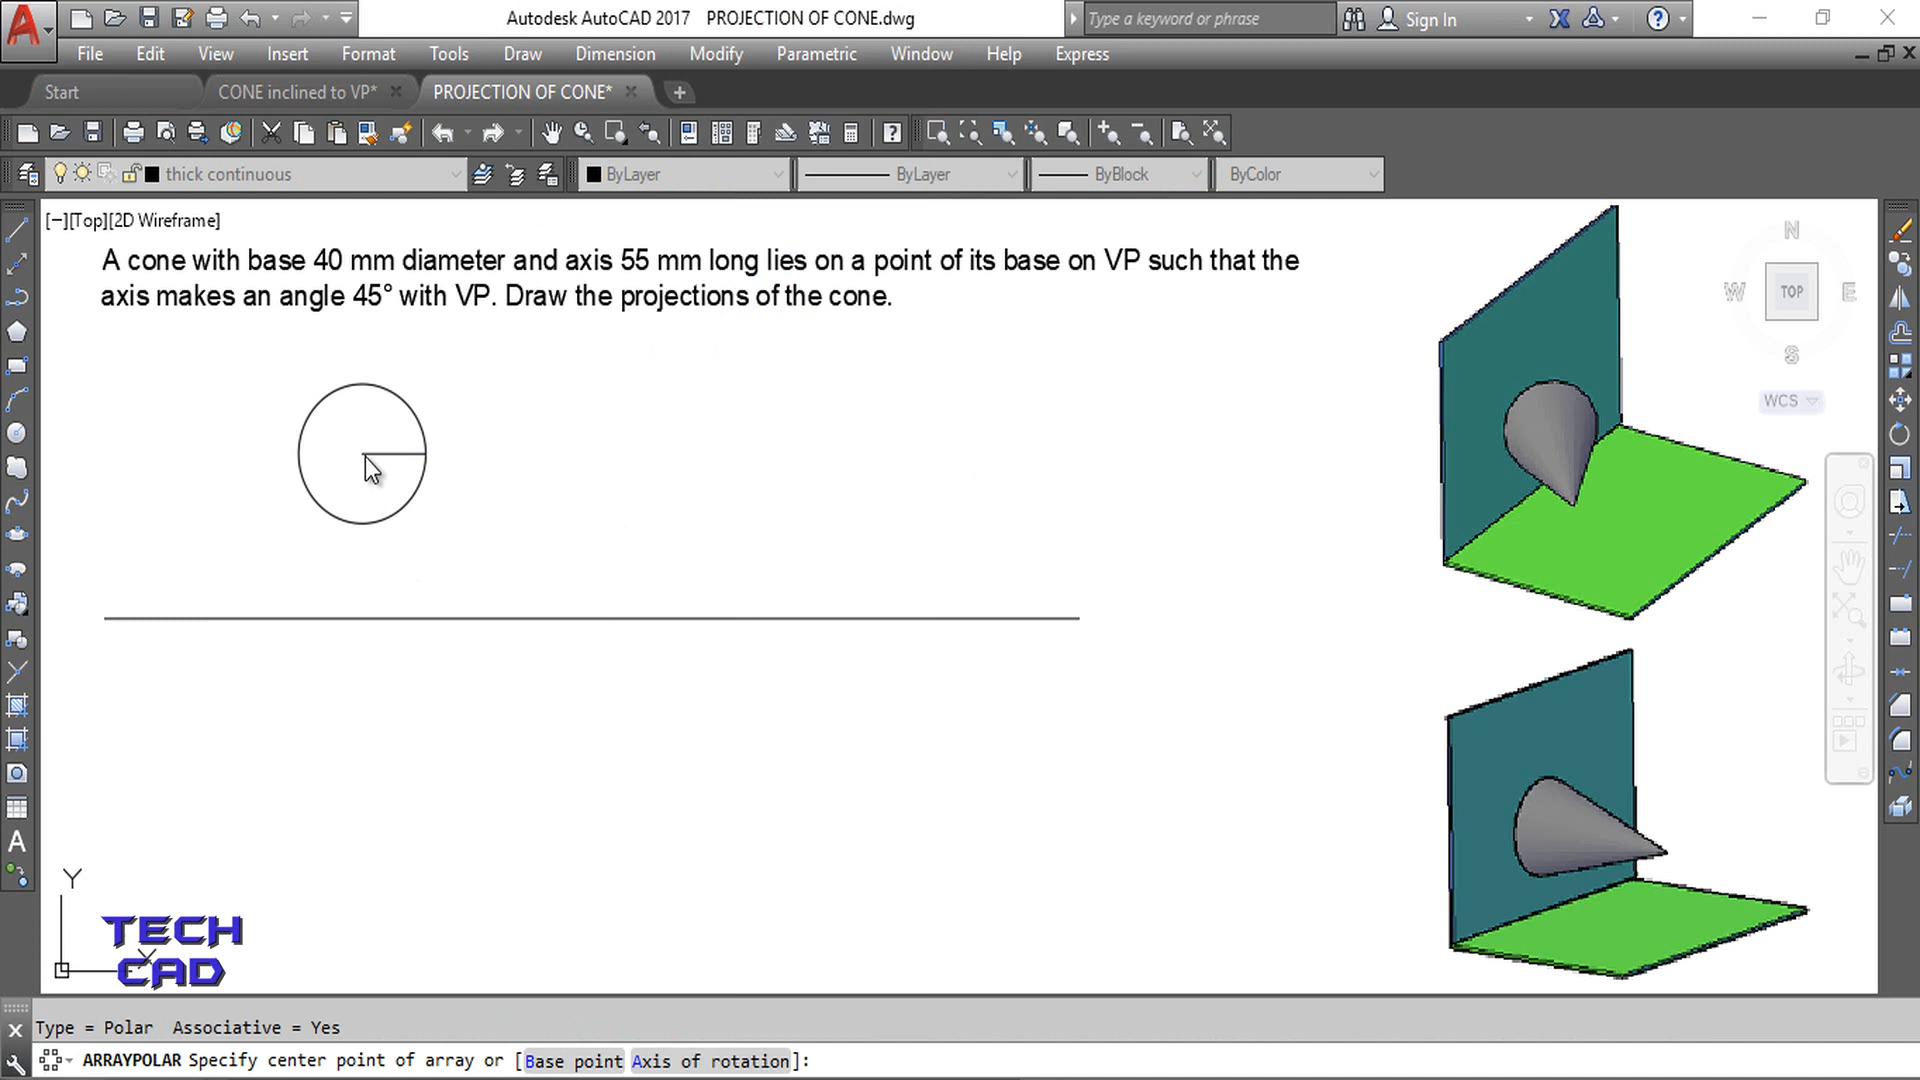 Autodesk AutoCAD 2017 PROJECTION OF CONE.dwg
Type a keyword or phrase
Sign In
File Edit View Insert Format Tools Draw Dimension Modify Parametric Window Help Express
Start
CONE inclined to VP*
PROJECTION OF CONE*
thick continuous
ByLayer
ByLayer
ByBlock
ByColor
[−][Top][2D Wireframe]
A cone with base 40 mm diameter and axis 55 mm long lies on a point of its base on VP such that the
axis makes an angle 45° with VP. Draw the projections of the cone.
N
W TOP E
S
WCS
Y
X
TECH
CAD
Type = Polar Associative = Yes
ARRAYPOLAR Specify center point of array or [Base point Axis of rotation]: